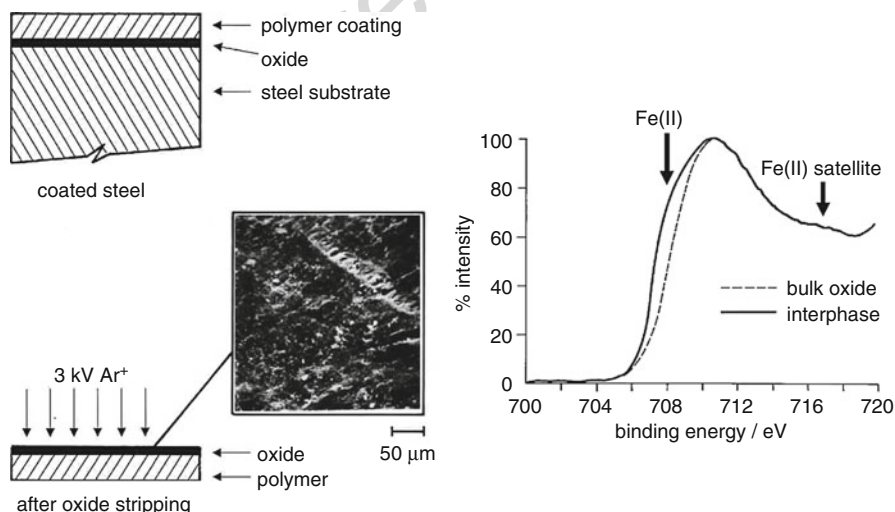 polymer coating
oxide
steel substrate
coated steel
3 kV Ar+
50 μm
oxide
polymer
after oxide stripping
Fe(II)
Fe(II) satellite
% intensity
100
80
60
40
20
0
bulk oxide
interphase
700 704 708 712 716 720
binding energy / eV